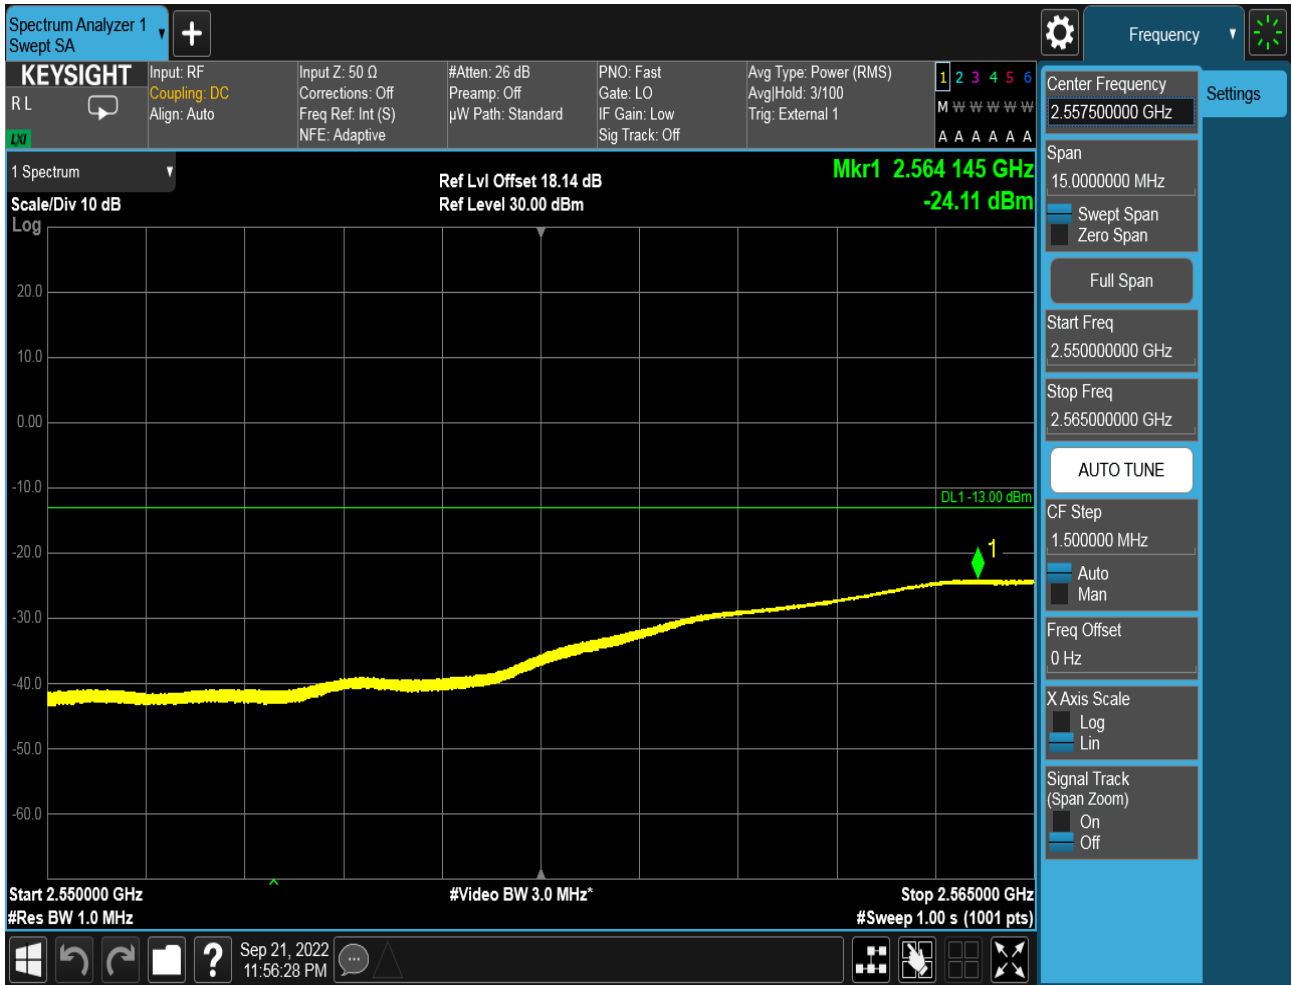 Spectrum Analyzer 1
Swept SA
Frequency
KEYSIGHT
R L
LXI
Input: RF
Coupling: DC
Align: Auto
Input Z: 50 Ω
Corrections: Off
Freq Ref: Int (S)
NFE: Adaptive
#Atten: 26 dB
Preamp: Off
µW Path: Standard
PNO: Fast
Gate: LO
IF Gain: Low
Sig Track: Off
Avg Type: Power (RMS)
Avg|Hold: 3/100
Trig: External 1
1 2 3 4 5 6
M W W W W W
A A A A A A
1 Spectrum
Scale/Div 10 dB
Log
Ref Lvl Offset 18.14 dB
Ref Level 30.00 dBm
Mkr1 2.564 145 GHz
-24.11 dBm
20.0
10.0
0.00
-10.0
-20.0
-30.0
-40.0
-50.0
-60.0
DL1 -13.00 dBm
1
Start 2.550000 GHz
#Res BW 1.0 MHz
#Video BW 3.0 MHz*
Stop 2.565000 GHz
#Sweep 1.00 s (1001 pts)
Sep 21, 2022
11:56:28 PM
?
Center Frequency
2.557500000 GHz
Settings
Span
15.0000000 MHz
Swept Span
Zero Span
Full Span
Start Freq
2.550000000 GHz
Stop Freq
2.565000000 GHz
AUTO TUNE
CF Step
1.500000 MHz
Auto
Man
Freq Offset
0 Hz
X Axis Scale
Log
Lin
Signal Track
(Span Zoom)
On
Off